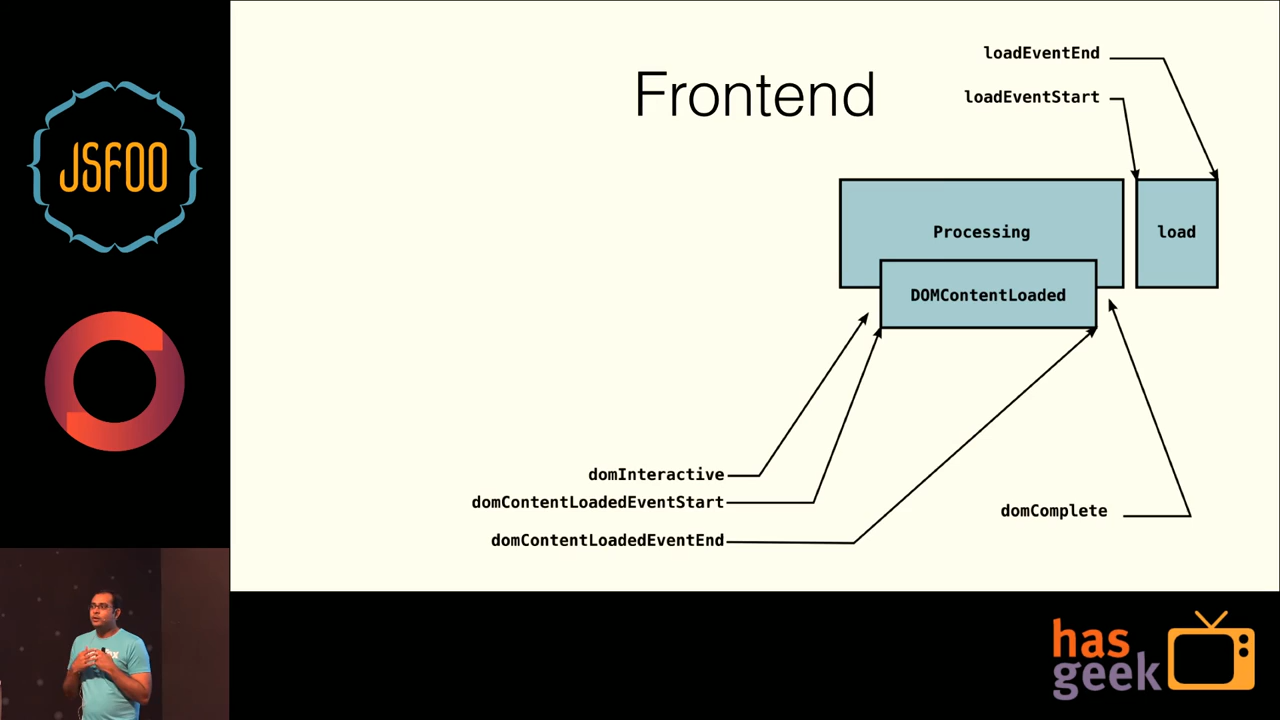 JSFOO
Frontend
loadEventEnd
loadEventStart
Processing
load
DOMContentLoaded
domInteractive
domContentLoadedEventStart
domContentLoadedEventEnd
domComplete
has
geek